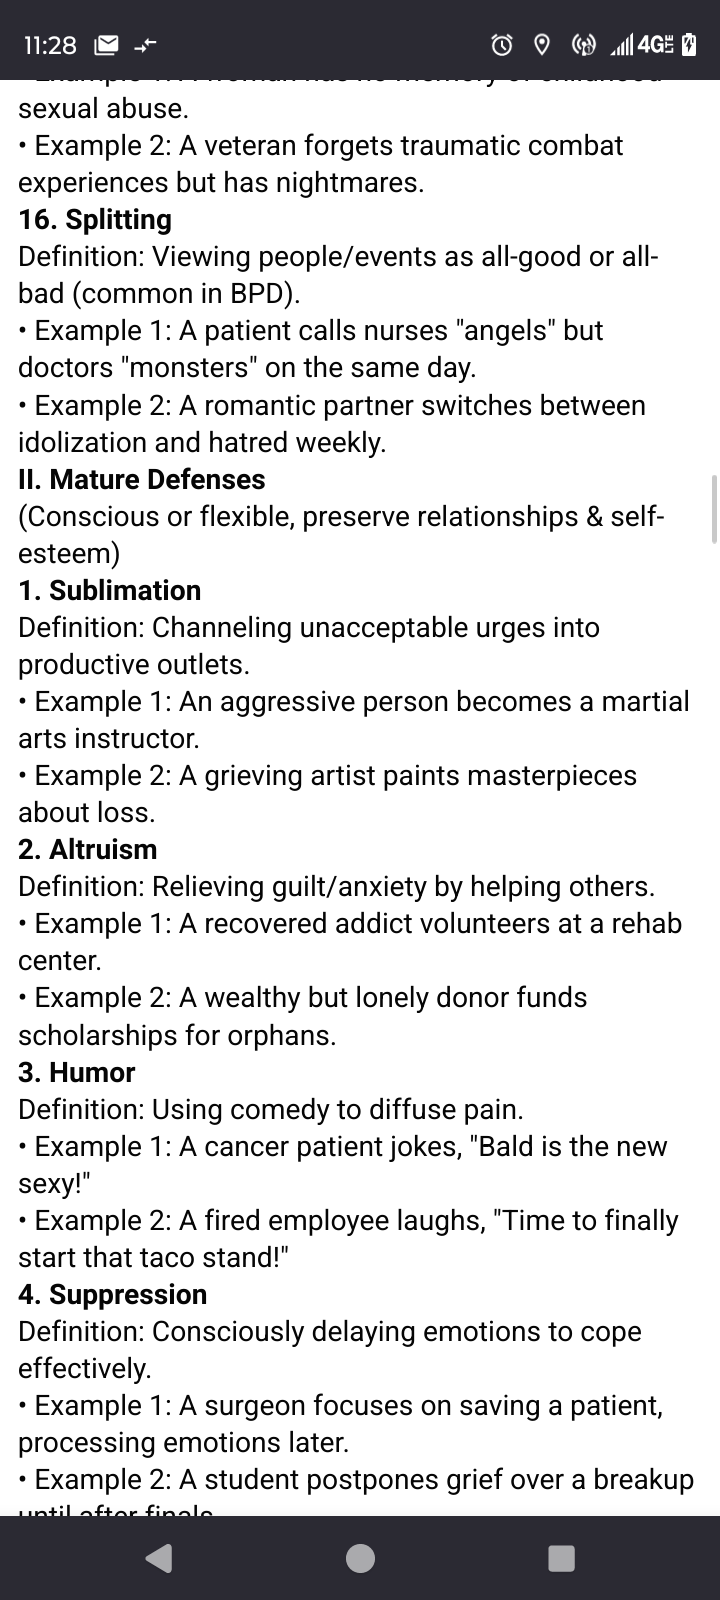 11:28
4G LTE
sexual abuse.
• Example 2: A veteran forgets traumatic combat
experiences but has nightmares.
16. Splitting
Definition: Viewing people/events as all-good or all-
bad (common in BPD).
• Example 1: A patient calls nurses "angels" but
doctors "monsters" on the same day.
• Example 2: A romantic partner switches between
idolization and hatred weekly.
II. Mature Defenses
(Conscious or flexible, preserve relationships & self-
esteem)
1. Sublimation
Definition: Channeling unacceptable urges into
productive outlets.
• Example 1: An aggressive person becomes a martial
arts instructor.
• Example 2: A grieving artist paints masterpieces
about loss.
2. Altruism
Definition: Relieving guilt/anxiety by helping others.
• Example 1: A recovered addict volunteers at a rehab
center.
• Example 2: A wealthy but lonely donor funds
scholarships for orphans.
3. Humor
Definition: Using comedy to diffuse pain.
• Example 1: A cancer patient jokes, "Bald is the new
sexy!"
• Example 2: A fired employee laughs, "Time to finally
start that taco stand!"
4. Suppression
Definition: Consciously delaying emotions to cope
effectively.
• Example 1: A surgeon focuses on saving a patient,
processing emotions later.
• Example 2: A student postpones grief over a breakup
until after finals